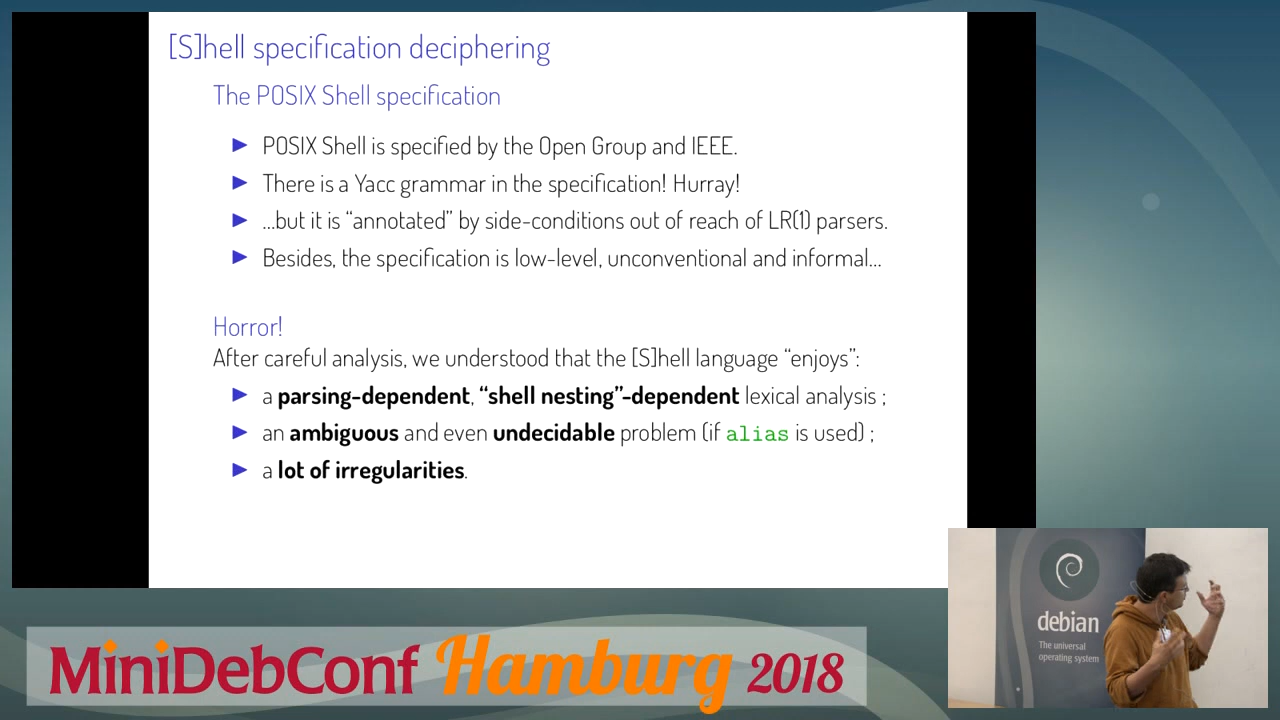 [S]hell specification deciphering
The POSIX Shell specification
► POSIX Shell is specified by the Open Group and IEEE.
► There is a Yacc grammar in the specification! Hurray!
► ...but it is “annotated” by side-conditions out of reach of LR(1) parsers.
► Besides, the specification is low-level, unconventional and informal...
Horror!
After careful analysis, we understood that the [S]hell language “enjoys”:
► a parsing-dependent, “shell nesting”-dependent lexical analysis ;
► an ambiguous and even undecidable problem (if alias is used) ;
► a lot of irregularities.
debian
The universal
operating system
MiniDebConf Hamburg 2018